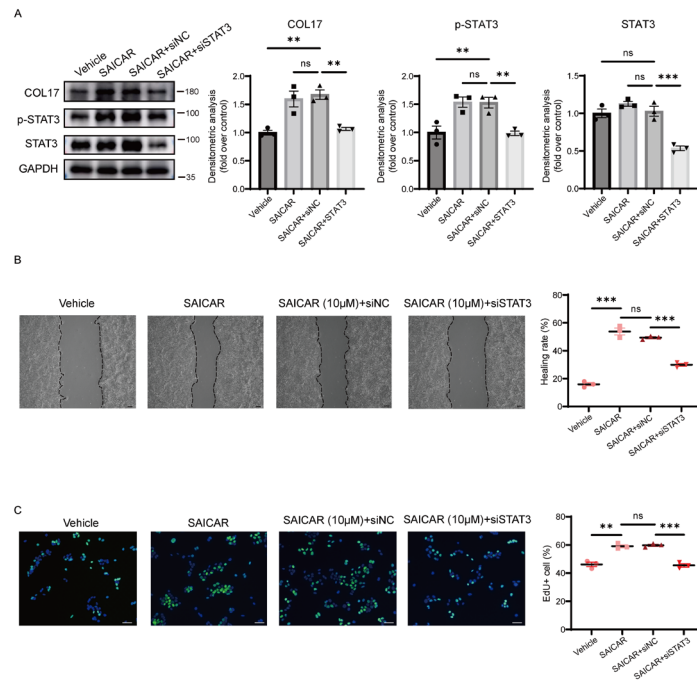 A
Vehicle
SAICAR
SAICAR+siNC
SAICAR+siSTAT3
COL17
p-STAT3
STAT3
GAPDH
180
100
100
35
COL17
Densitometric analysis
(fold over control)
2.0
1.5
1.0
0.5
0.0
**
ns
**
Vehicle
SAICAR
SAICAR+siNC
SAICAR+STAT3
p-STAT3
Densitometric analysis
(fold over control)
2.0
1.5
1.0
0.5
0.0
**
ns
**
Vehicle
SAICAR
SAICAR+siNC
SAICAR+STAT3
STAT3
Densitometric analysis
(fold over control)
1.5
1.0
0.5
0.0
ns
ns
***
Vehicle
SAICAR
SAICAR+siNC
SAICAR+STAT3
B
Vehicle
SAICAR
SAICAR (10μM)+siNC
SAICAR (10μM)+siSTAT3
Healing rate (%)
80
60
40
20
0
***
ns
***
Vehicle
SAICAR
SAICAR+siNC
SAICAR+siSTAT3
C
Vehicle
SAICAR
SAICAR (10μM)+siNC
SAICAR (10μM)+siSTAT3
EdU+ cell (%)
80
60
40
20
0
**
ns
***
Vehicle
SAICAR
SAICAR+siNC
SAICAR+siSTAT3